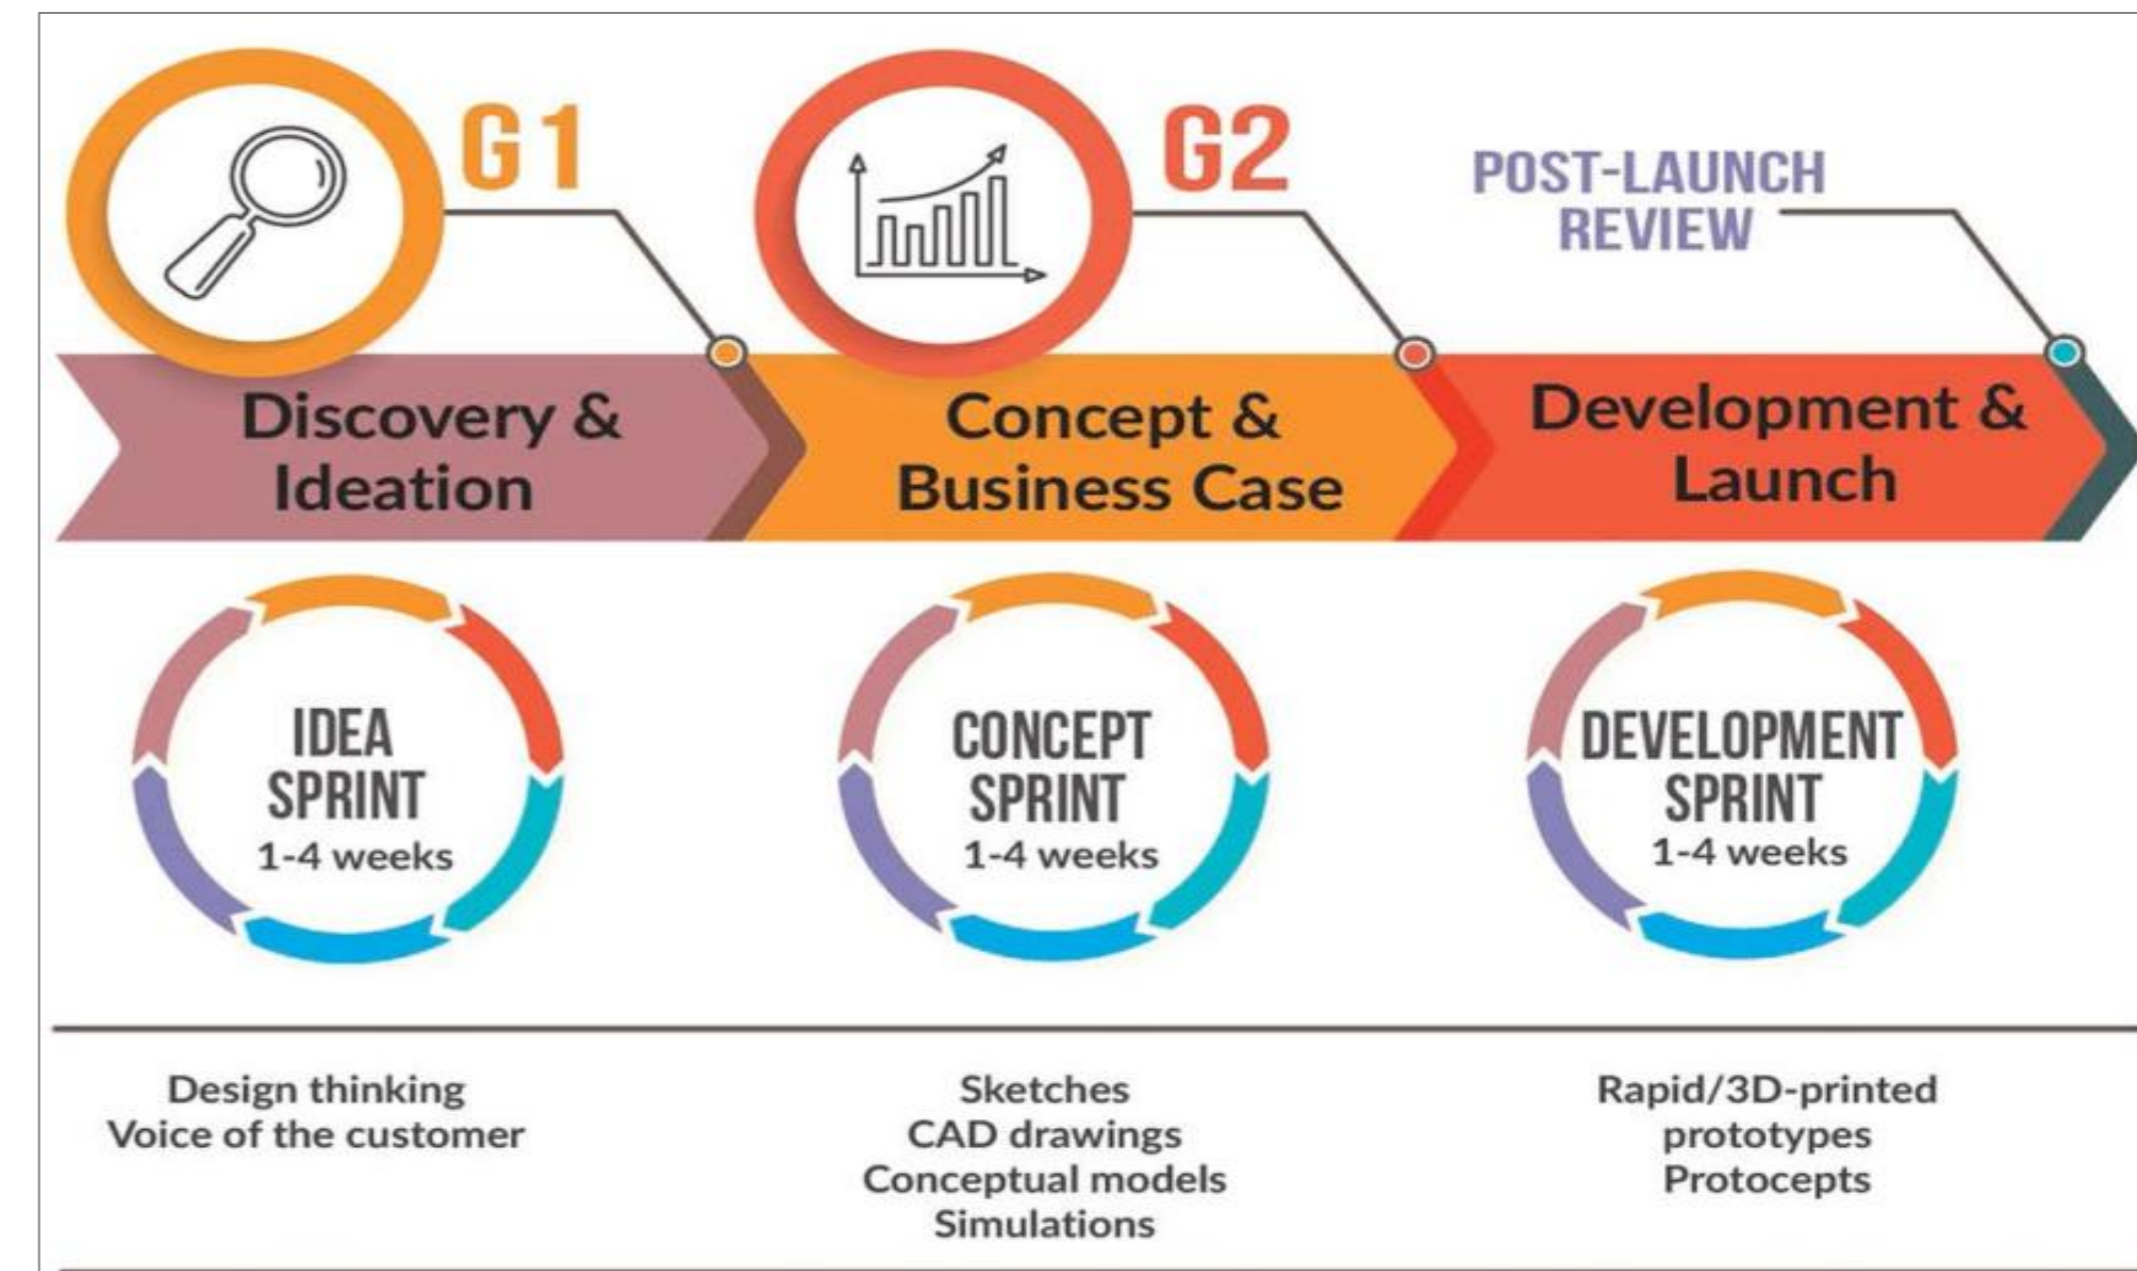 G1
G2
POST-LAUNCH
REVIEW
Discovery &
Ideation
Concept &
Business Case
Development &
Launch
IDEA
SPRINT
1-4 weeks
CONCEPT
SPRINT
1-4 weeks
DEVELOPMENT
SPRINT
1-4 weeks
Design thinking
Voice of the customer
Sketches
CAD drawings
Conceptual models
Simulations
Rapid/3D-printed
prototypes
Protocepts